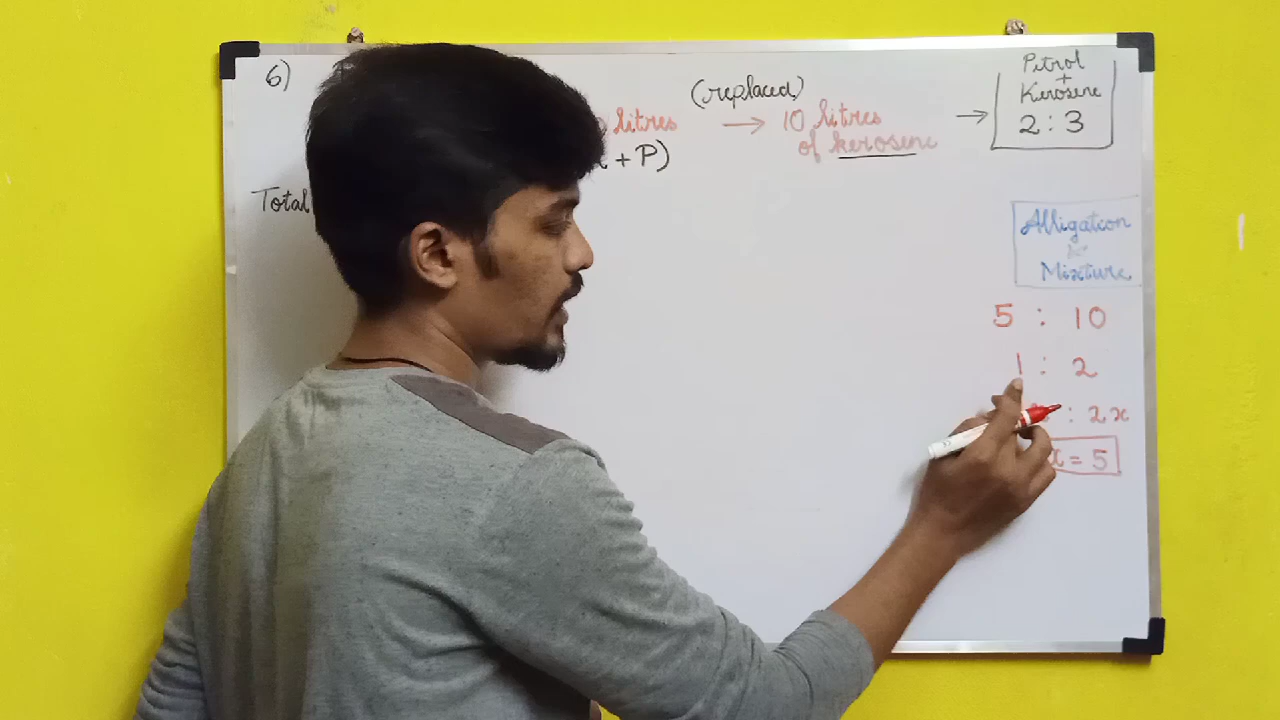 6)
(replaced)
litres → 10 litres → Petrol
+
Kerosene
2 : 3
+ P) of kerosene
Total
Alligation
Mixture
5 : 10
1 : 2
: 2x
x = 5